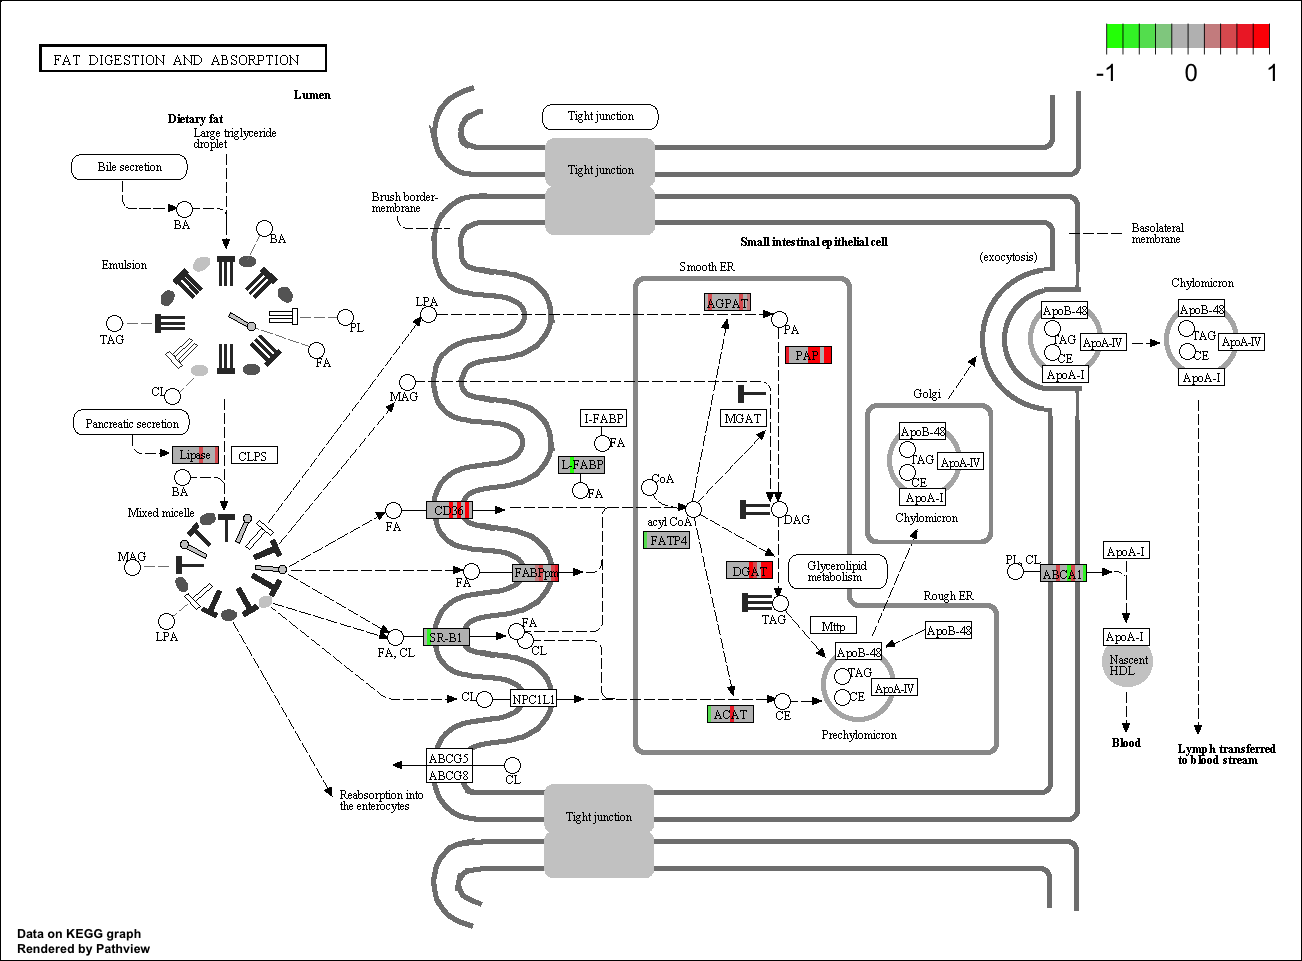 FAT DIGESTION AND ABSORPTION
-1
0
1
Lumen
Dietary fat
Large triglyceride
droplet
Bile secretion
BA
BA
Emulsion
TAG
PL
FA
CL
Pancreatic secretion
Lipase
CLPS
BA
Mixed micelle
MAG
LPA
Tight junction
Tight junction
Brush border-
membrane
Small intestinal epithelial cell
Basolateral
membrane
(exocytosis)
Smooth ER
LPA
AGPAT
PA
PAP
MAG
MGAT
I-FABP
FA
L-FABP
FA
CoA
acyl CoA
FATP4
FA
CD36
FA
FABPpm
FA, CL
SR-B1
FA
CL
CL
NPC1L1
ABCG5
ABCG8
CL
Reabsorption into
the enterocytes
DAG
DGAT
Glycerolipid
metabolism
TAG
ACAT
CE
Rough ER
Mttp
ApoB-48
ApoB-48
TAG
ApoA-IV
CE
Prechylomicron
Golgi
ApoB-48
TAG
ApoA-IV
CE
ApoA-I
Chylomicron
ApoB-48
TAG
ApoA-IV
CE
ApoA-I
Chylomicron
ApoB-48
TAG
ApoA-IV
CE
ApoA-I
PL, CL
ABCA1
ApoA-I
ApoA-I
Nascent
HDL
Blood
Lymph transferred
to blood stream
Tight junction
Data on KEGG graph
Rendered by Pathview